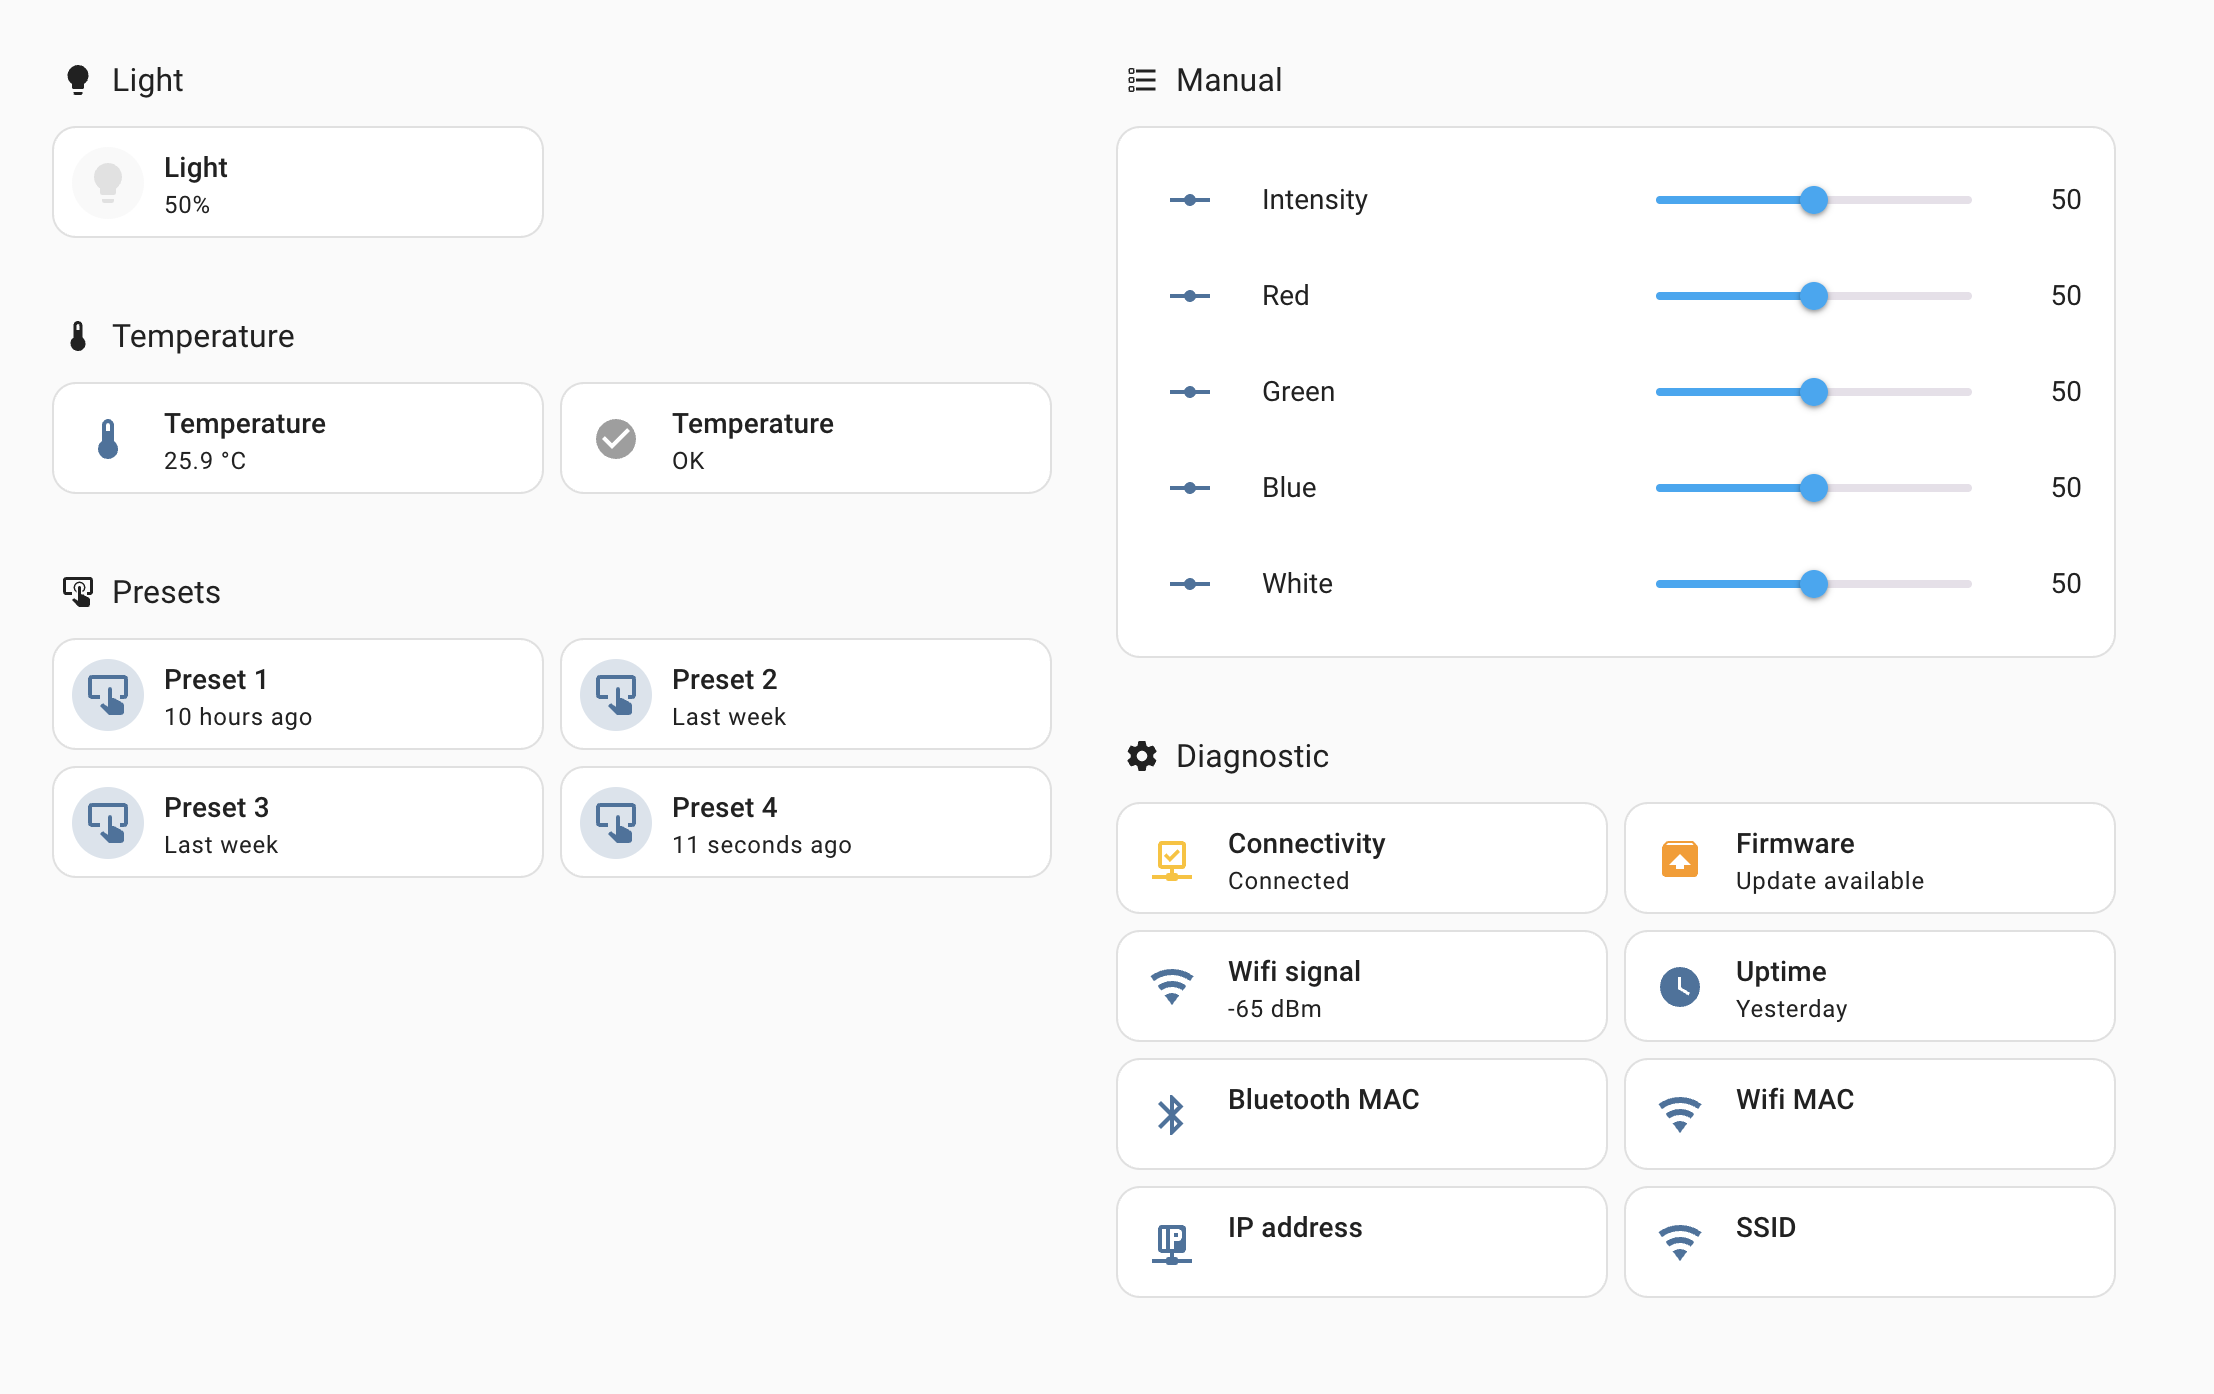 Light
Light
50%
Temperature
Temperature
25.9 °C
Temperature
OK
Presets
Preset 1
10 hours ago
Preset 2
Last week
Preset 3
Last week
Preset 4
11 seconds ago
Manual
Intensity 50
Red 50
Green 50
Blue 50
White 50
Diagnostic
Connectivity
Connected
Firmware
Update available
Wifi signal
-65 dBm
Uptime
Yesterday
Bluetooth MAC
Wifi MAC
IP address
SSID